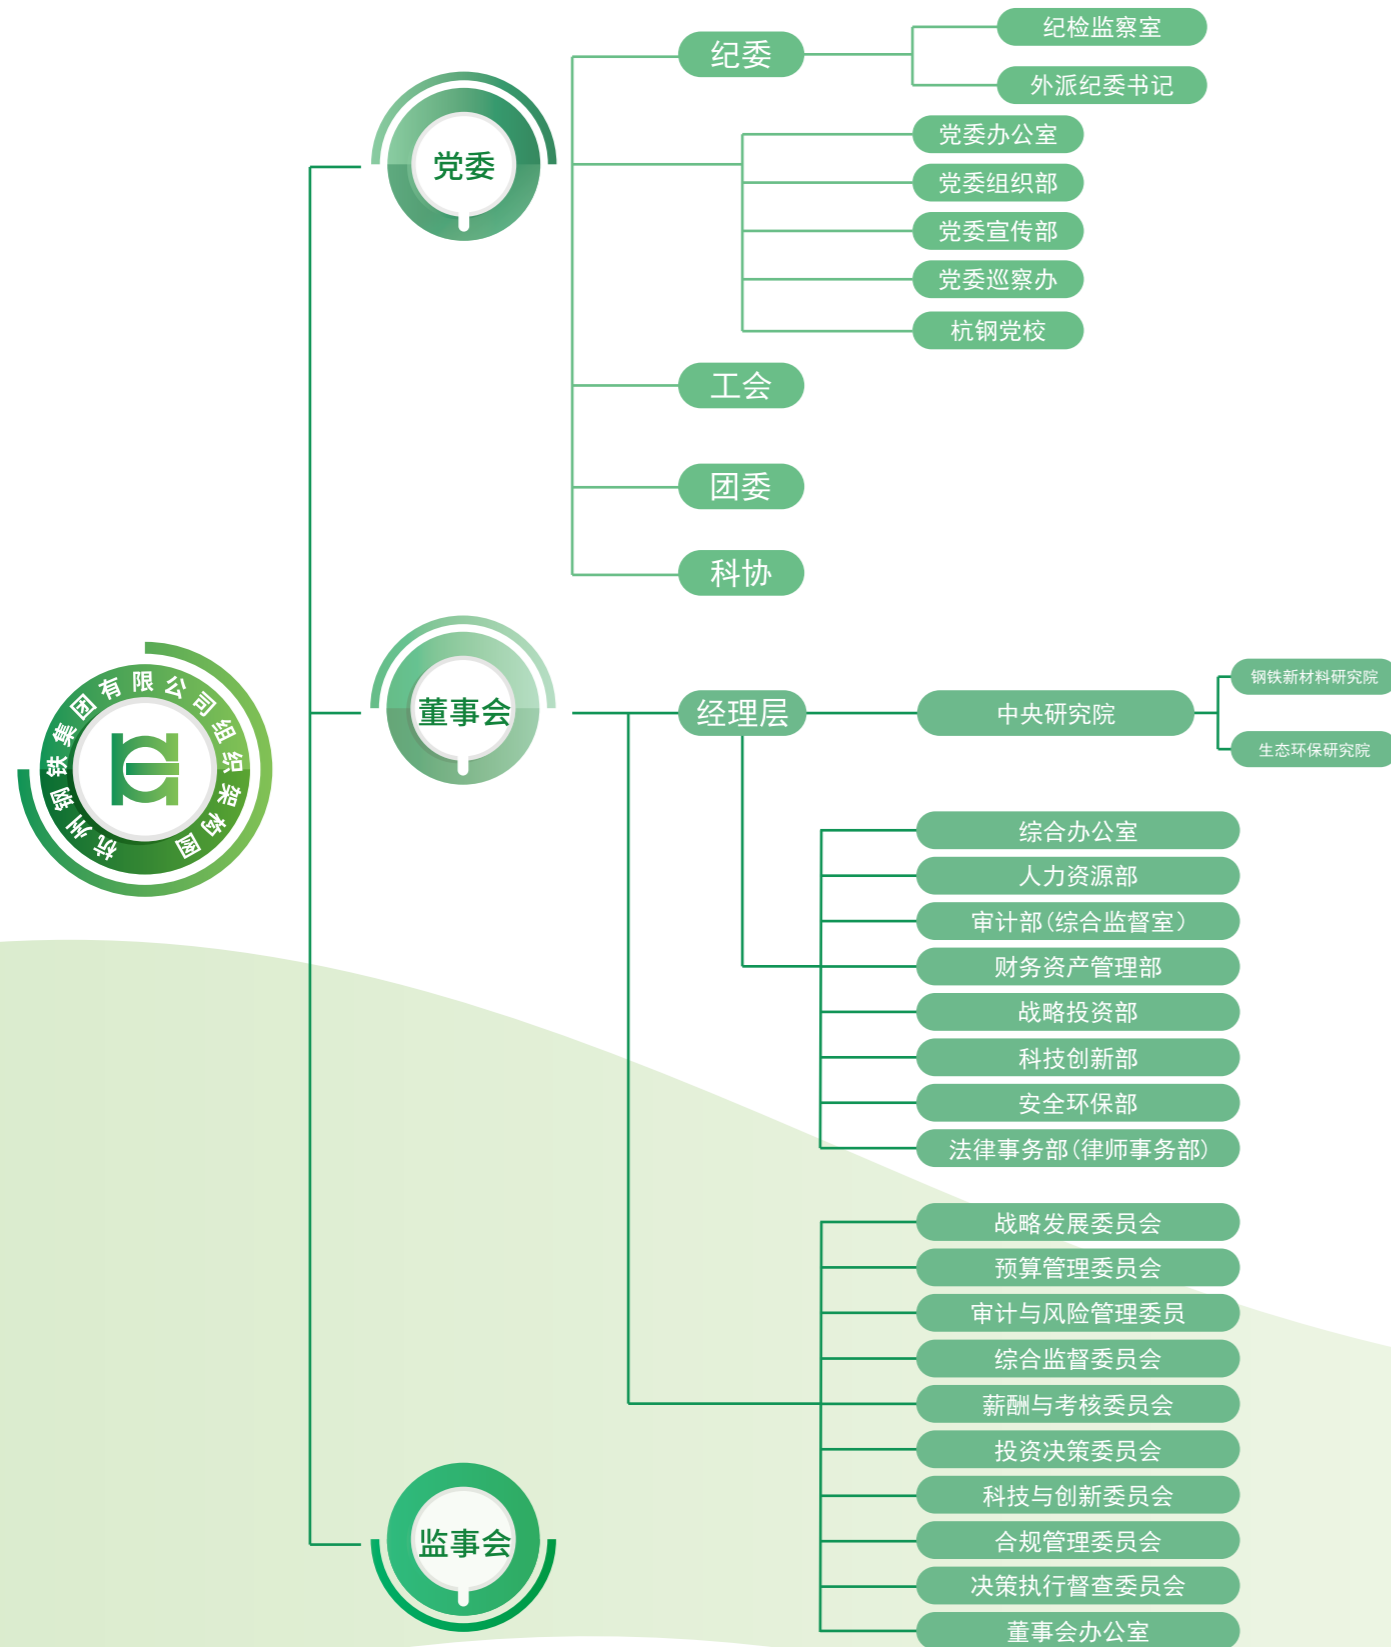 杭州钢铁集团有限公司组织架构图
党委
纪委
纪检监察室
外派纪委书记
党委办公室
党委组织部
党委宣传部
党委巡察办
杭钢党校
工会
团委
科协
董事会
经理层
中央研究院
钢铁新材料研究院
生态环保研究院
综合办公室
人力资源部
审计部(综合监督室)
财务资产管理部
战略投资部
科技创新部
安全环保部
法律事务部(律师事务部)
战略发展委员会
预算管理委员会
审计与风险管理委员
综合监督委员会
薪酬与考核委员会
投资决策委员会
科技与创新委员会
合规管理委员会
决策执行督查委员会
董事会办公室
监事会